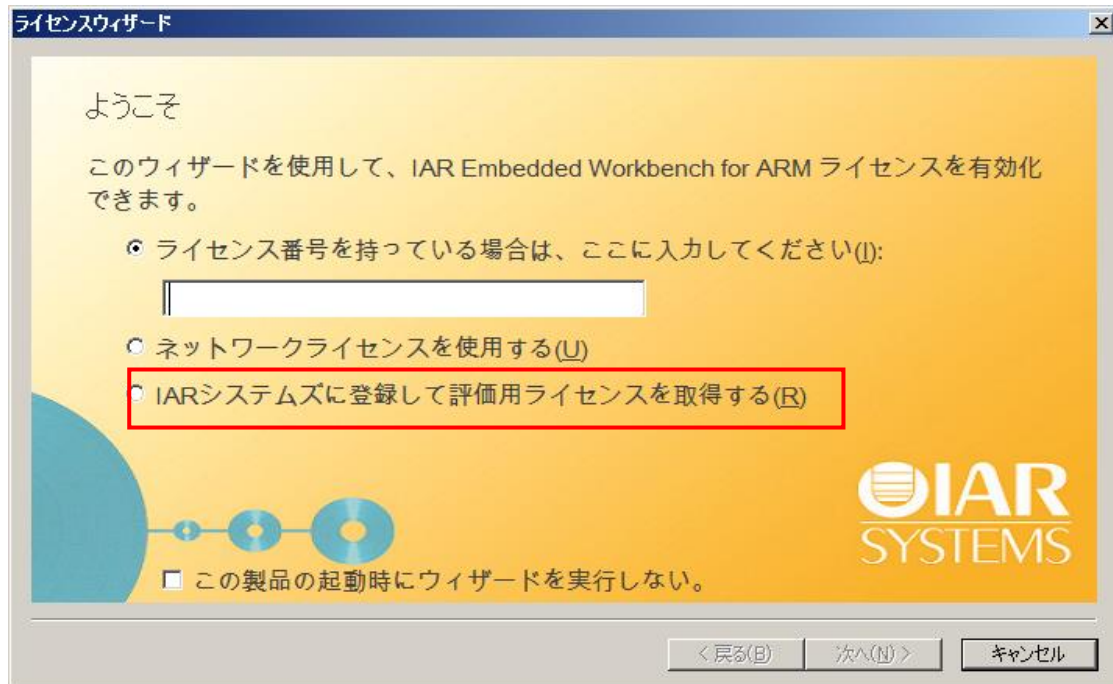 ライセンスウィザード
ようこそ
このウィザードを使用して、IAR Embedded Workbench for ARM ライセンスを有効化
できます。
ライセンス番号を持っている場合は、ここに入力してください(I):
ネットワークライセンスを使用する(U)
IARシステムズに登録して評価用ライセンスを取得する(R)
IAR
SYSTEMS
この製品の起動時にウィザードを実行しない。
< 戻る(B) 次へ(N) > キャンセル